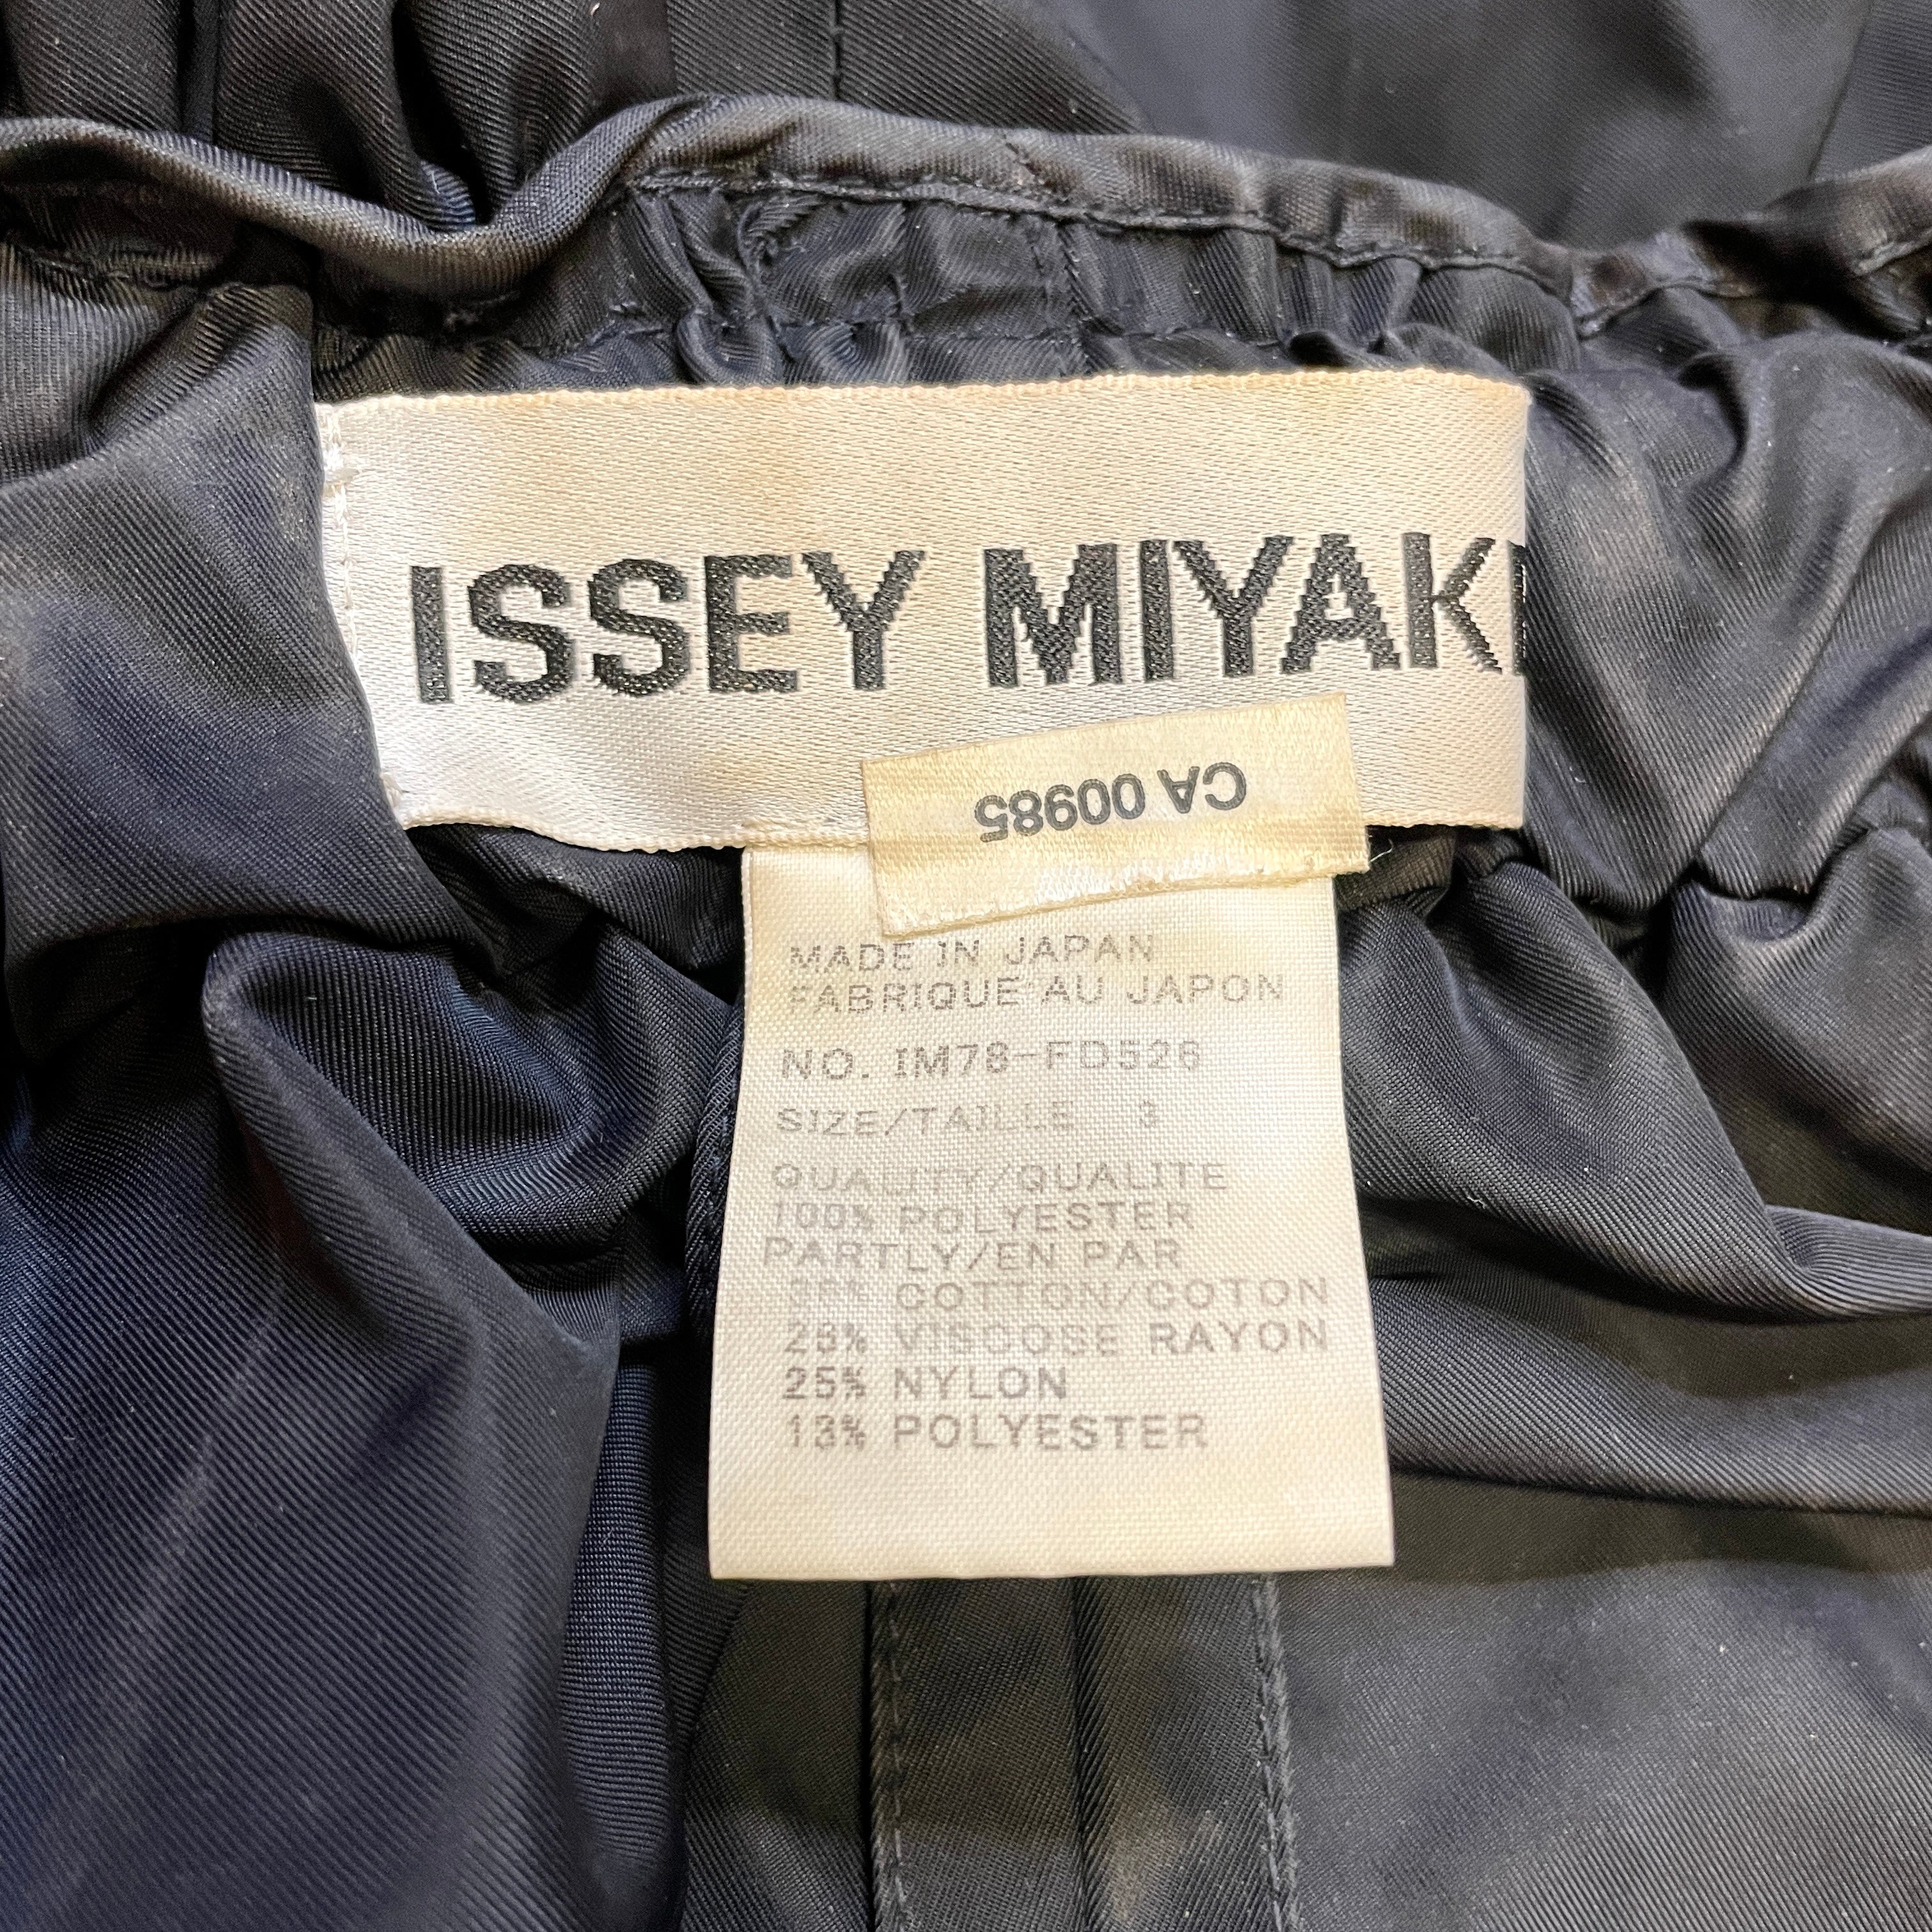 ISSEY MIYAK
CA 00985
MADE IN JAPAN
FABRIQUE AU JAPON
NO. IM78-FD526
SIZE/TAILLE 3
QUALITY/QUALITE
100% POLYESTER
PARTLY/EN PAR
COTTON/COTON
28% VISCOSE RAYON
25% NYLON
13% POLYESTER